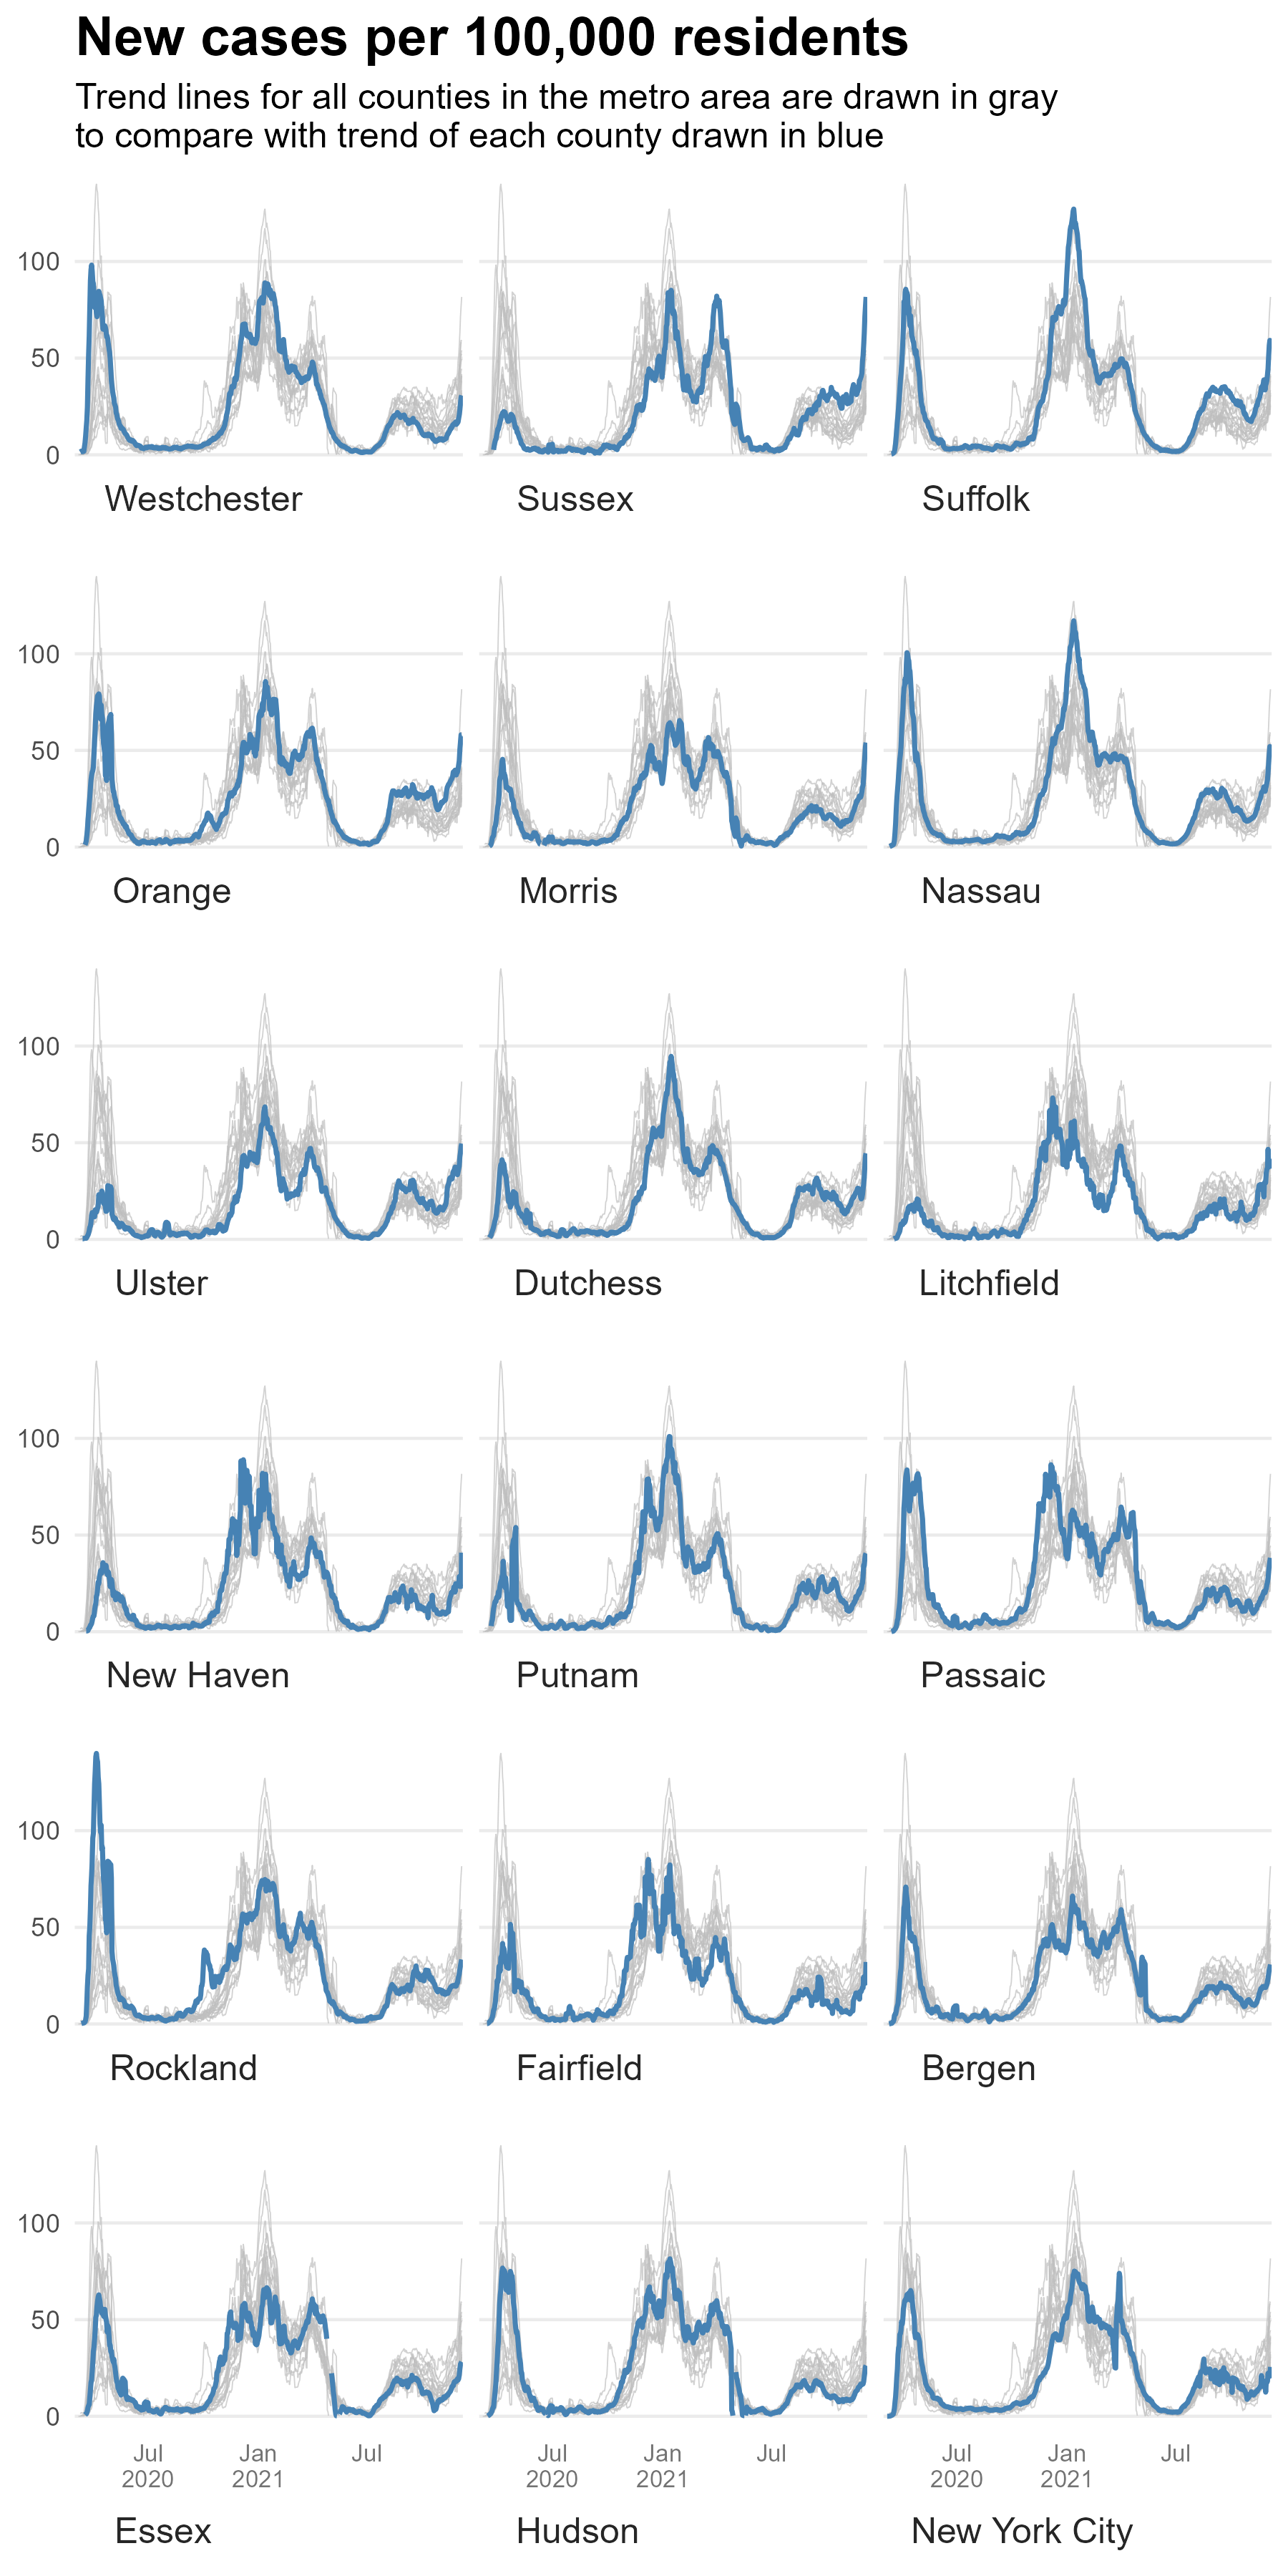 New cases per 100,000 residents
Trend lines for all counties in the metro area are drawn in gray
to compare with trend of each county drawn in blue
100
50
0
Westchester
Sussex
Suffolk
100
50
0
Orange
Morris
Nassau
100
50
0
Ulster
Dutchess
Litchfield
100
50
0
New Haven
Putnam
Passaic
100
50
0
Rockland
Fairfield
Bergen
100
50
0
Jul
2020
Jan
2021
Jul
Jul
2020
Jan
2021
Jul
Jul
2020
Jan
2021
Jul
Essex
Hudson
New York City